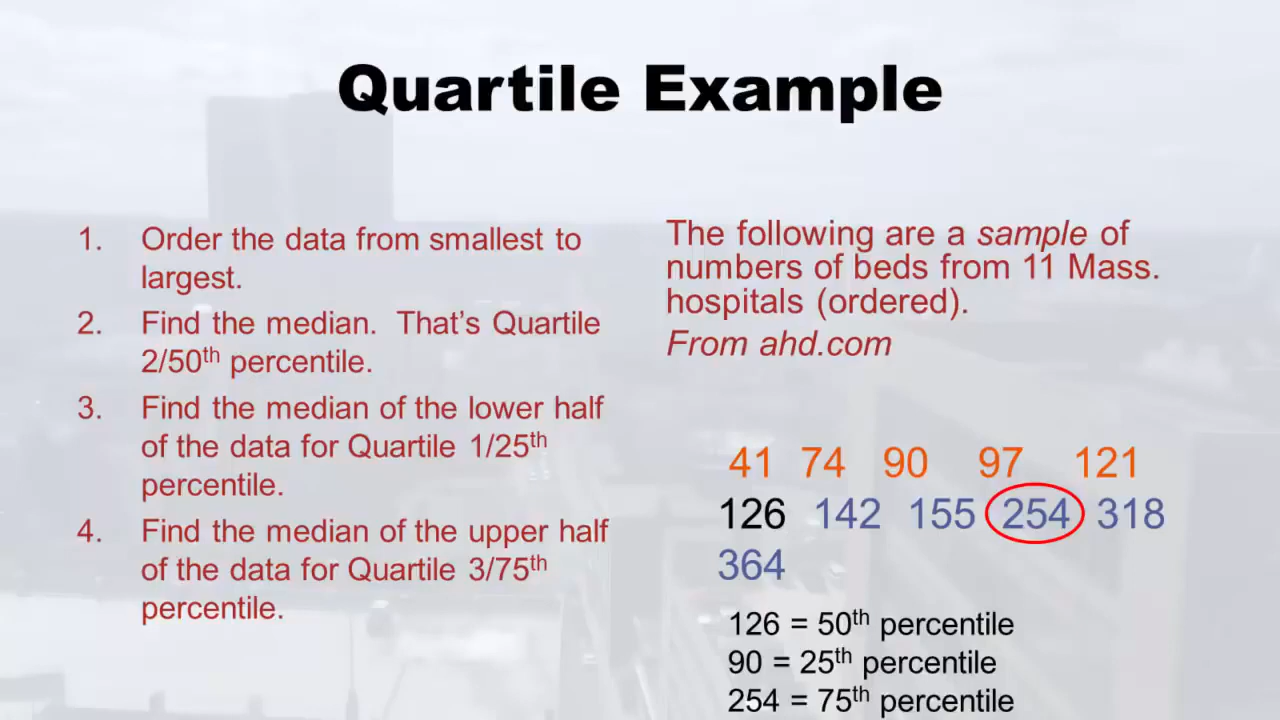 Quartile Example
1. Order the data from smallest to
largest.
2. Find the median. That's Quartile
2/50th percentile.
3. Find the median of the lower half
of the data for Quartile 1/25th
percentile.
4. Find the median of the upper half
of the data for Quartile 3/75th
percentile.
The following are a sample of
numbers of beds from 11 Mass.
hospitals (ordered).
From ahd.com
41 74 90 97 121
126 142 155 254 318
364
126 = 50th percentile
90 = 25th percentile
254 = 75th percentile